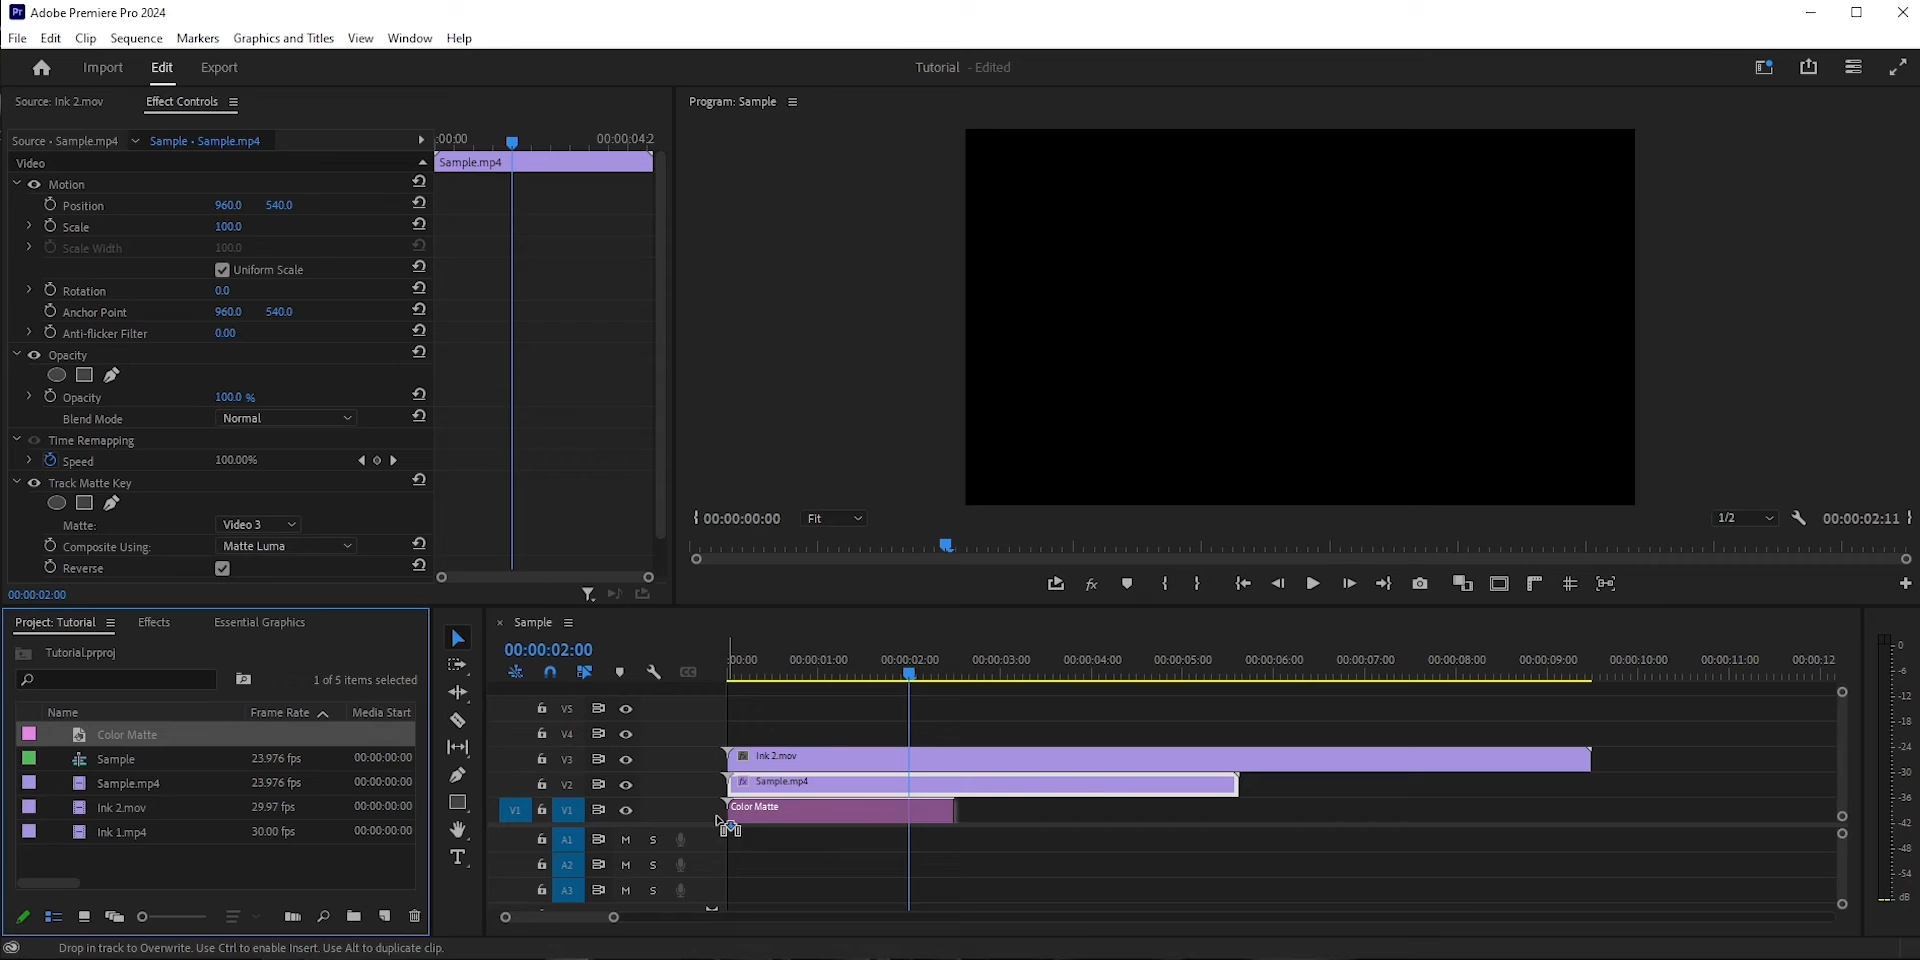 Adobe Premiere Pro 2024
File Edit Clip Sequence Markers Graphics and Titles View Window Help
Import Edit Export Tutorial - Edited
Source: Ink 2.mov Effect Controls
Program: Sample
Source • Sample.mp4 Sample • Sample.mp4
:00:00 00:00:04:2
Video
Sample.mp4
Motion
Position 960.0 540.0
Scale 100.0
Scale Width 100.0
Uniform Scale
Rotation 0.0
Anchor Point 960.0 540.0
Anti-flicker Filter 0.00
Opacity
Opacity 100.0 %
Blend Mode Normal
Time Remapping
Speed 100.00%
Track Matte Key
Matte: Video 3
Composite Using: Matte Luma
Reverse
00:00:02:00
00:00:00:00 Fit 1/2 00:00:02:11
Project: Tutorial Effects Essential Graphics
Tutorial.prproj
1 of 5 items selected
Name Frame Rate Media Start
Color Matte
Sample 23.976 fps 00:00:00:00
Sample.mp4 23.976 fps 00:00:00:00
Ink 2.mov 29.97 fps 00:00:00:00
Ink 1.mp4 30.00 fps 00:00:00:00
Sample
00:00:02:00
:00:00 00:00:01:00 00:00:02:00 00:00:03:00 00:00:04:00 00:00:05:00 00:00:06:00 00:00:07:00 00:00:08:00 00:00:09:00 00:00:10:00 00:00:11:00 00:00:12
CC
V5
V4
V3 Ink 2.mov
V2 Sample.mp4
V1 V1 Color Matte
A1 M S
A2 M S
A3 M S
0
-6
-12
-18
-24
-30
-36
-42
-48
-54
dB
Drop in track to Overwrite. Use Ctrl to enable Insert. Use Alt to duplicate clip.